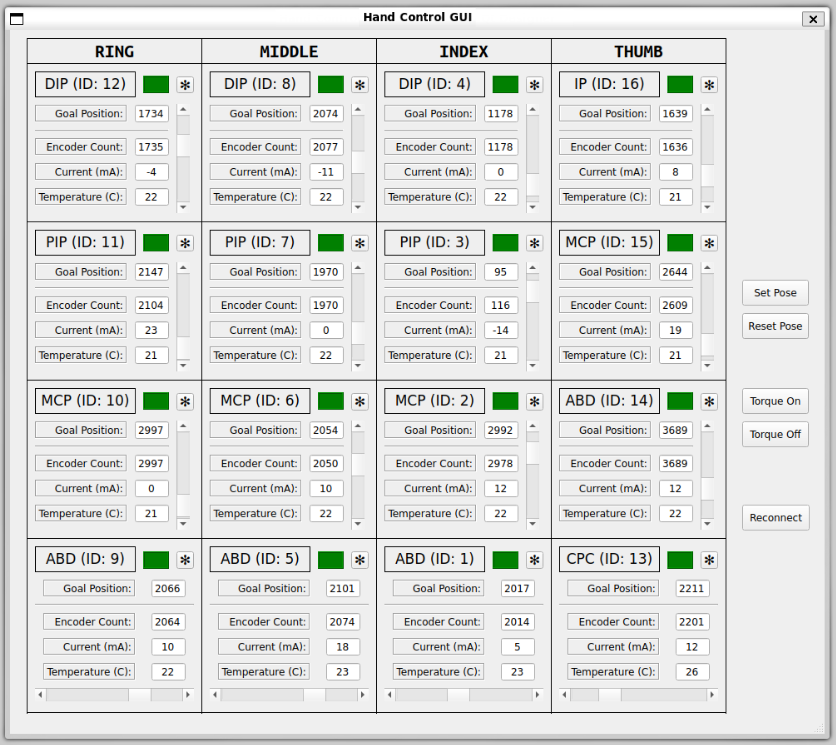 Hand Control GUI
RING MIDDLE INDEX THUMB
DIP (ID: 12) ✻ DIP (ID: 8) ✻ DIP (ID: 4) ✻ IP (ID: 16) ✻
Goal Position: 1734 Goal Position: 2074 Goal Position: 1178 Goal Position: 1639
Encoder Count: 1735 Encoder Count: 2077 Encoder Count: 1178 Encoder Count: 1636
Current (mA): -4 Current (mA): -11 Current (mA): 0 Current (mA): 8
Temperature (C): 22 Temperature (C): 22 Temperature (C): 22 Temperature (C): 21
PIP (ID: 11) ✻ PIP (ID: 7) ✻ PIP (ID: 3) ✻ MCP (ID: 15) ✻
Goal Position: 2147 Goal Position: 1970 Goal Position: 95 Goal Position: 2644
Set Pose
Encoder Count: 2104 Encoder Count: 1970 Encoder Count: 116 Encoder Count: 2609
Current (mA): 23 Current (mA): 0 Current (mA): -14 Current (mA): 19 Reset Pose
Temperature (C): 21 Temperature (C): 22 Temperature (C): 21 Temperature (C): 21
MCP (ID: 10) ✻ MCP (ID: 6) ✻ MCP (ID: 2) ✻ ABD (ID: 14) ✻ Torque On
Goal Position: 2997 Goal Position: 2054 Goal Position: 2992 Goal Position: 3689 Torque Off
Encoder Count: 2997 Encoder Count: 2050 Encoder Count: 2978 Encoder Count: 3689
Current (mA): 0 Current (mA): 10 Current (mA): 12 Current (mA): 12
Temperature (C): 21 Temperature (C): 22 Temperature (C): 22 Temperature (C): 22 Reconnect
ABD (ID: 9) ✻ ABD (ID: 5) ✻ ABD (ID: 1) ✻ CPC (ID: 13) ✻
Goal Position: 2066 Goal Position: 2101 Goal Position: 2017 Goal Position: 2211
Encoder Count: 2064 Encoder Count: 2074 Encoder Count: 2014 Encoder Count: 2201
Current (mA): 10 Current (mA): 18 Current (mA): 5 Current (mA): 12
Temperature (C): 22 Temperature (C): 23 Temperature (C): 23 Temperature (C): 26